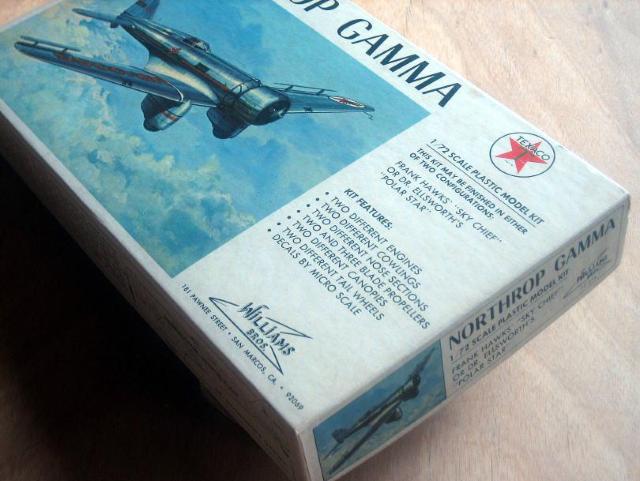 OP GAMMA
TEXACO
T
1/72 SCALE PLASTIC MODEL KIT
THIS KIT MAY BE FINISHED IN EITHER
OF TWO CONFIGURATIONS:
FRANK HAWKS' "SKY CHIEF"
OR DR. ELLSWORTH'S
"POLAR STAR"
KIT FEATURES:
• TWO DIFFERENT ENGINES
• TWO DIFFERENT COWLINGS
• TWO DIFFERENT NOSE SECTIONS
• TWO AND THREE BLADE PROPELLERS
• TWO DIFFERENT CANOPIES
• TWO DIFFERENT TAIL WHEELS
• DECALS BY MICRO SCALE
WILLIAMS
BROS.
181 PAWNEE STREET • SAN MARCOS, CA. • 92069
NORTHROP GAMMA
1/72 SCALE PLASTIC MODEL KIT
FRANK HAWKS' "SKY CHIEF"
OR DR. ELLSWORTH'S
"POLAR STAR"
WILLIAMS
BROS.